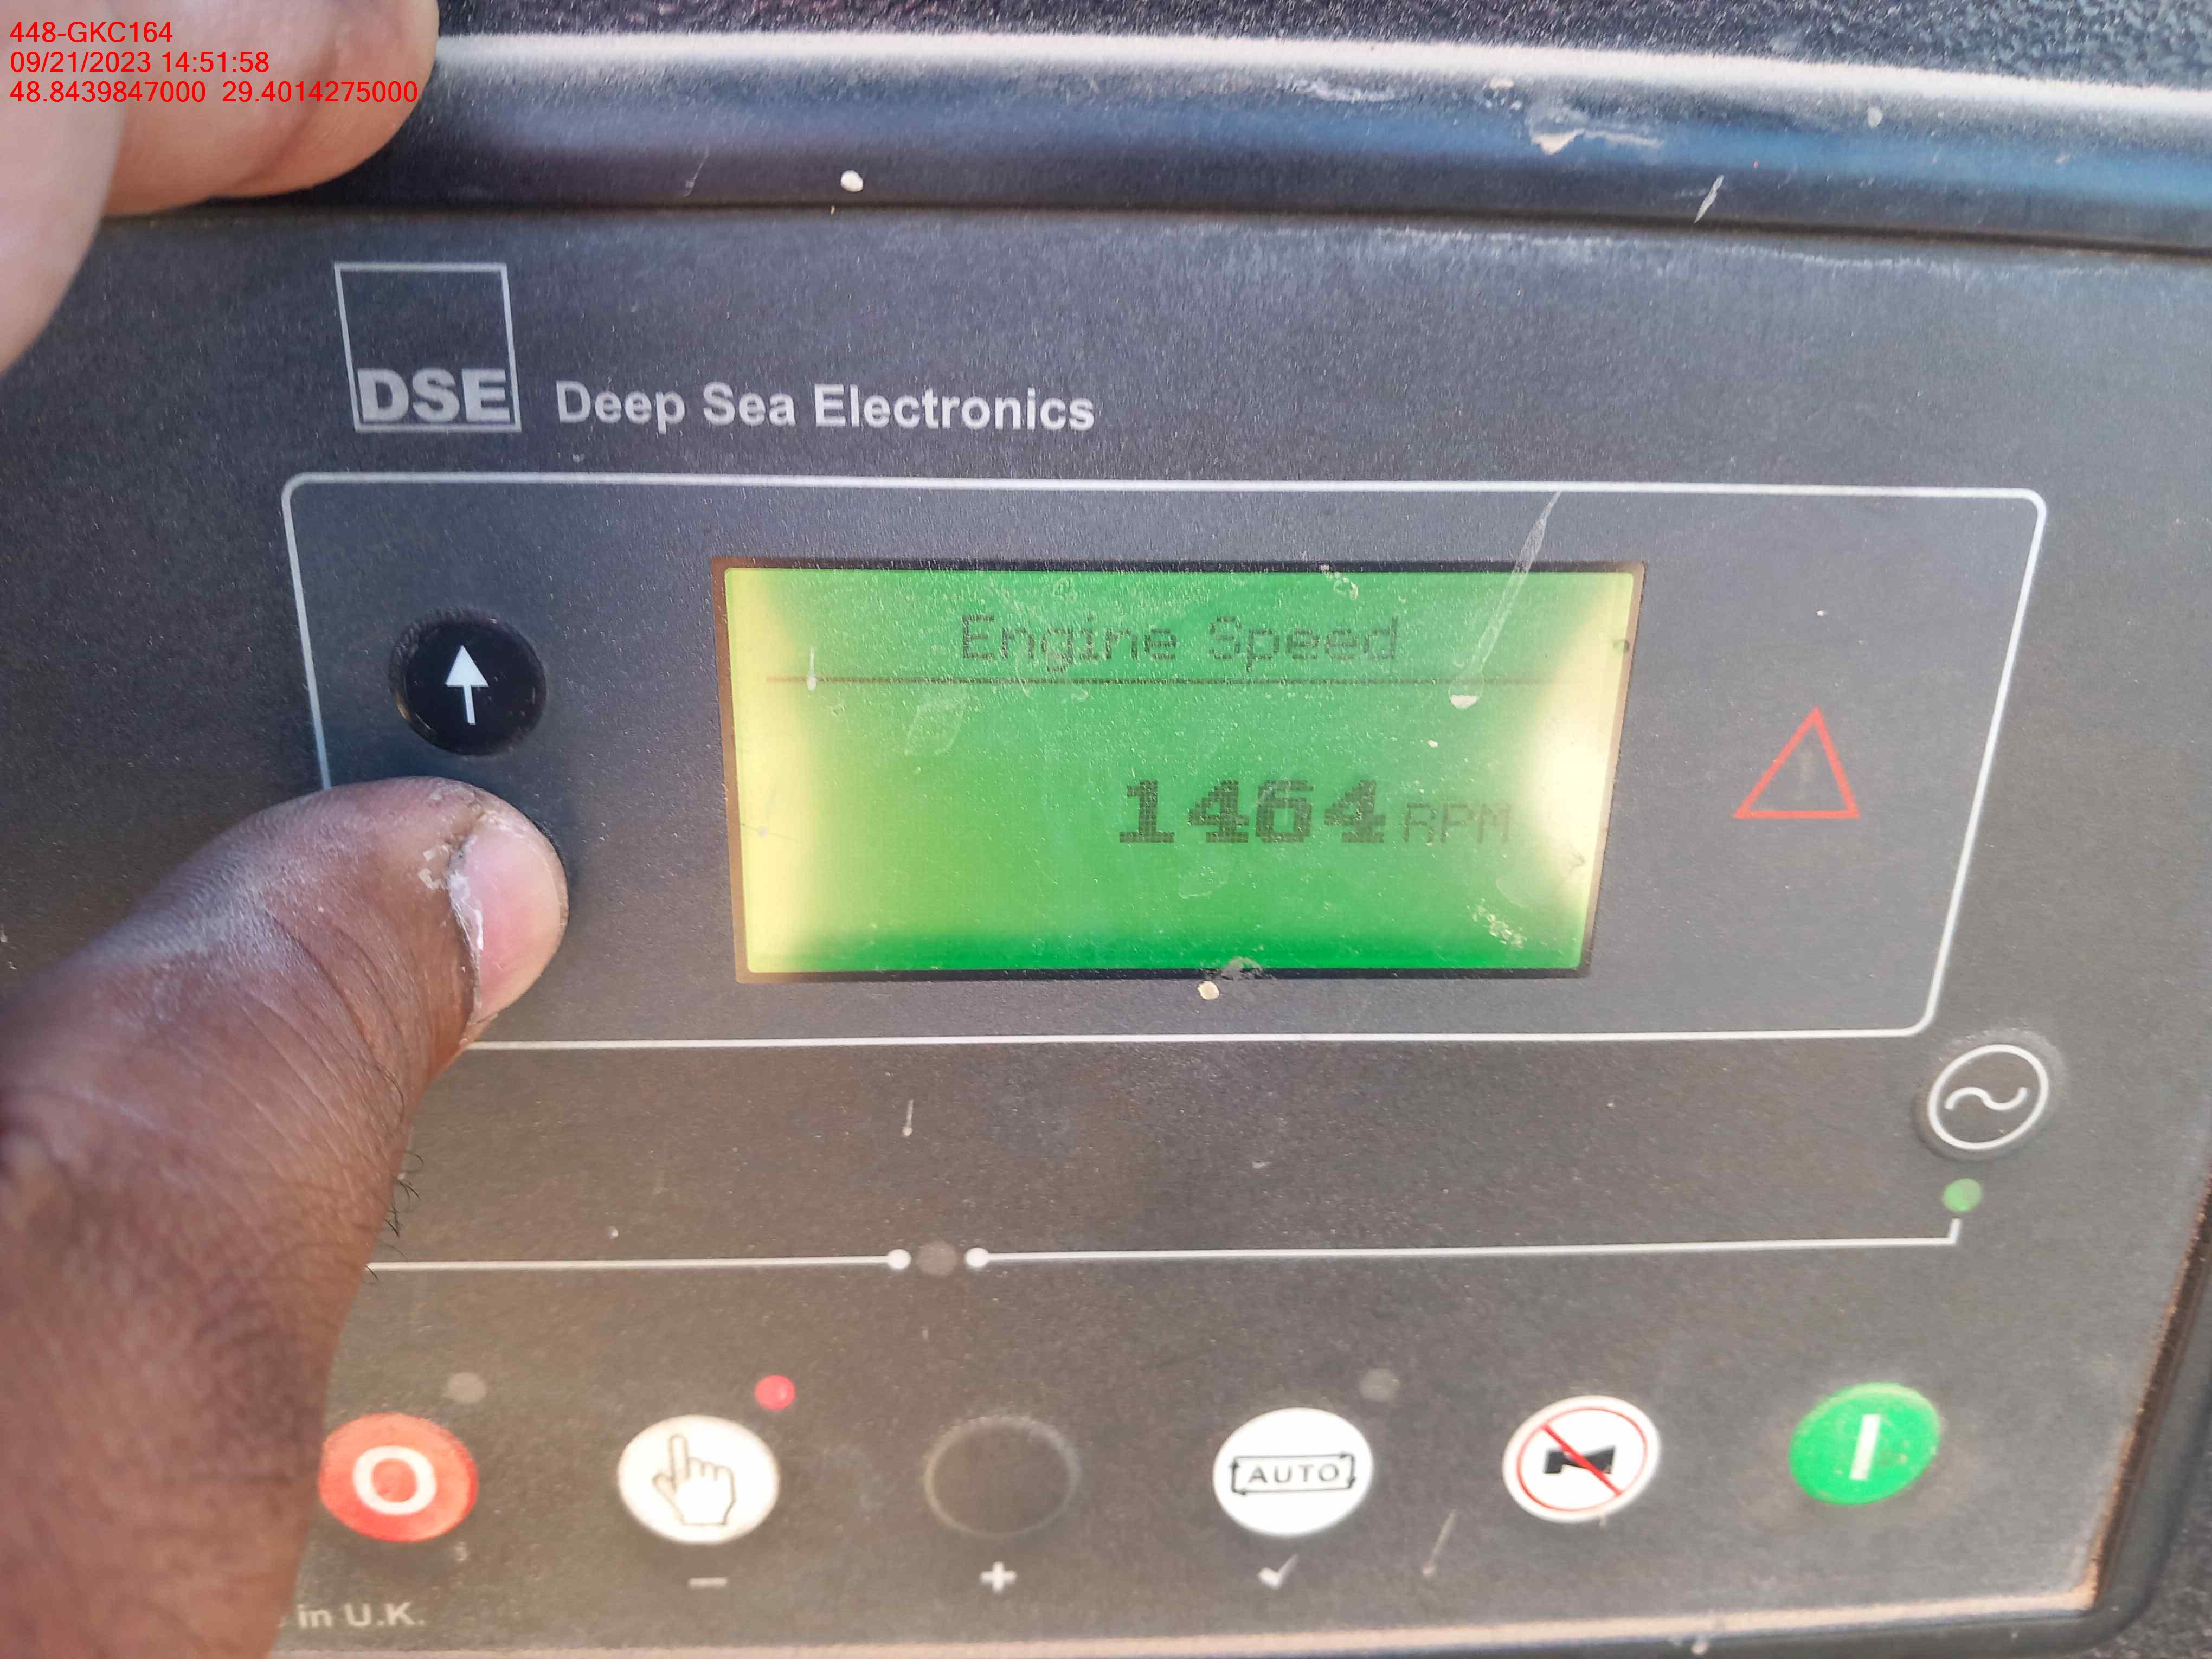 448-GKC164
09/21/2023 14:51:58
48.8439847000 29.4014275000
DSE Deep Sea Electronics
Engine Speed
1464 RPM
AUTO
in U.K.